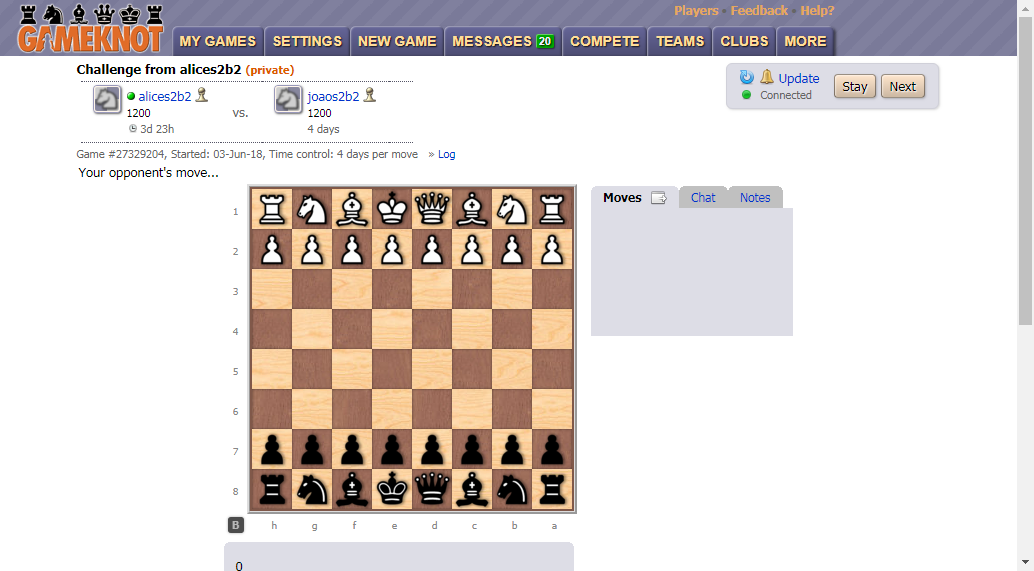 Players · Feedback · Help?
GAMEKNOT
MY GAMES SETTINGS NEW GAME MESSAGES 20 COMPETE TEAMS CLUBS MORE
Challenge from alices2b2 (private)
alices2b2 vs. joaos2b2
1200 1200
3d 23h 4 days
Update Stay Next
Connected
Game #27329204, Started: 03-Jun-18, Time control: 4 days per move » Log
Your opponent's move...
Moves Chat Notes
1
2
3
4
5
6
7
8
B h g f e d c b a
0